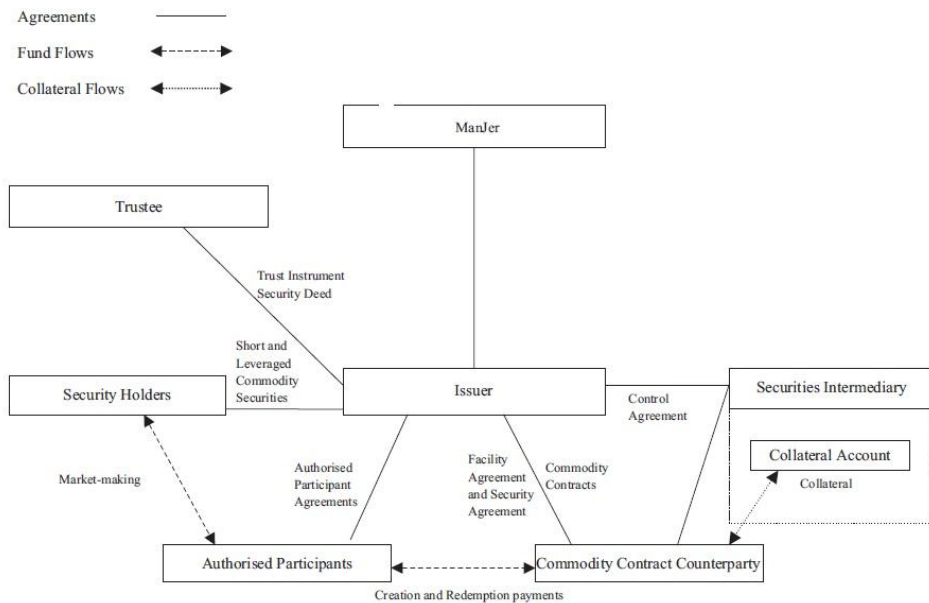 Agreements
Fund Flows
Collateral Flows
ManJer
Trustee
Trust Instrument
Security Deed
Short and
Leveraged
Commodity
Securities
Security Holders
Issuer
Control
Agreement
Securities Intermediary
Collateral Account
Collateral
Market-making
Authorised
Participant
Agreements
Facility
Agreement
and Security
Agreement
Commodity
Contracts
Authorised Participants
Commodity Contract Counterparty
Creation and Redemption payments